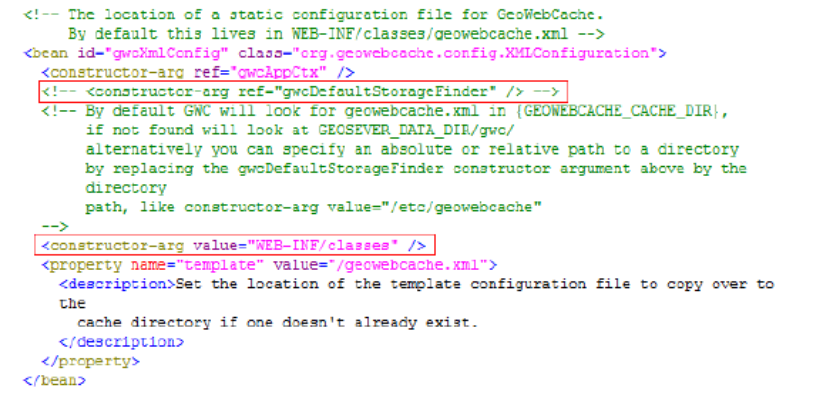 <!-- The location of a static configuration file for GeoWebCache.
By default this lives in WEB-INF/classes/geowebcache.xml -->
<bean id="gwcXmlConfig" class="org.geowebcache.config.XMLConfiguration">
<constructor-arg ref="gwcAppCtx" />
<!-- <constructor-arg ref="gwcDefaultStorageFinder" /> -->
<!-- By default GWC will look for geowebcache.xml in {GEOWEBCACHE_CACHE_DIR},
if not found will look at GEOSEVER_DATA_DIR/gwc/
alternatively you can specify an absolute or relative path to a directory
by replacing the gwcDefaultStorageFinder constructor argument above by the
directory
path, like constructor-arg value="/etc/geowebcache"
-->
<constructor-arg value="WEB-INF/classes" />
<property name="template" value="/geowebcache.xml">
<description>Set the location of the template configuration file to copy over to
the
cache directory if one doesn't already exist.
</description>
</property>
</bean>